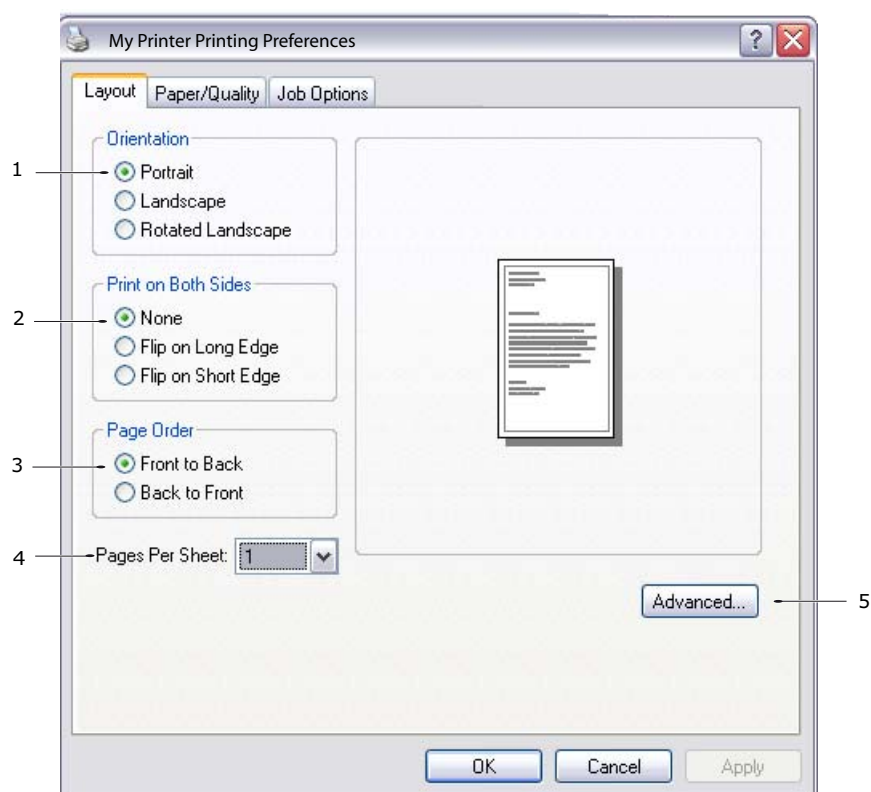 My Printer Printing Preferences
?
Layout Paper/Quality Job Options
Orientation
1 Portrait
Landscape
Rotated Landscape
Print on Both Sides
2 None
Flip on Long Edge
Flip on Short Edge
Page Order
3 Front to Back
Back to Front
4 Pages Per Sheet: 1
Advanced... 5
OK Cancel Apply